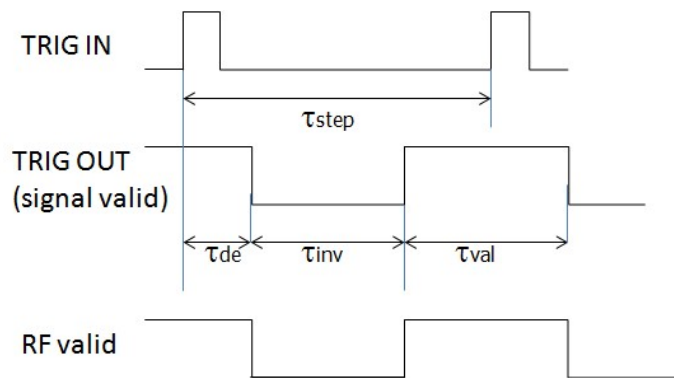 TRIG IN
τstep
TRIG OUT
(signal valid)
τde
τinv
τval
RF valid